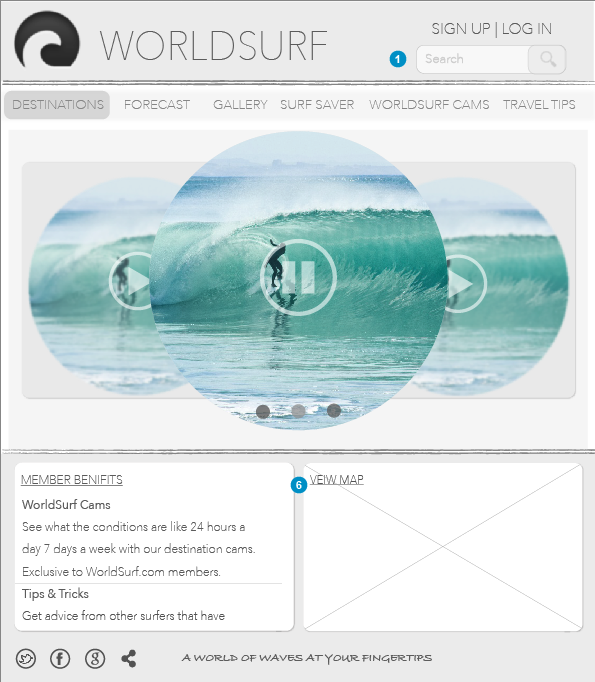 WORLDSURF
SIGN UP | LOG IN
1
Search
DESTINATIONS FORECAST GALLERY SURF SAVER WORLDSURF CAMS TRAVEL TIPS
MEMBER BENIFITS
WorldSurf Cams
See what the conditions are like 24 hours a
day 7 days a week with our destination cams.
Exclusive to WorldSurf.com members.
Tips & Tricks
Get advice from other surfers that have
6
VEIW MAP
A WORLD OF WAVES AT YOUR FINGERTIPS